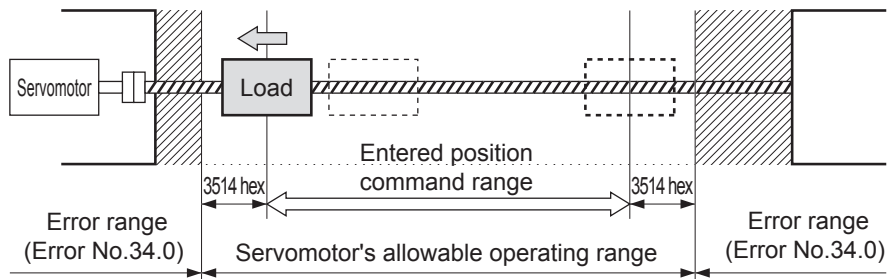 Servomotor
Load
Entered position
command range
3514 hex
3514 hex
Error range
(Error No.34.0)
Servomotor's allowable operating range
Error range
(Error No.34.0)